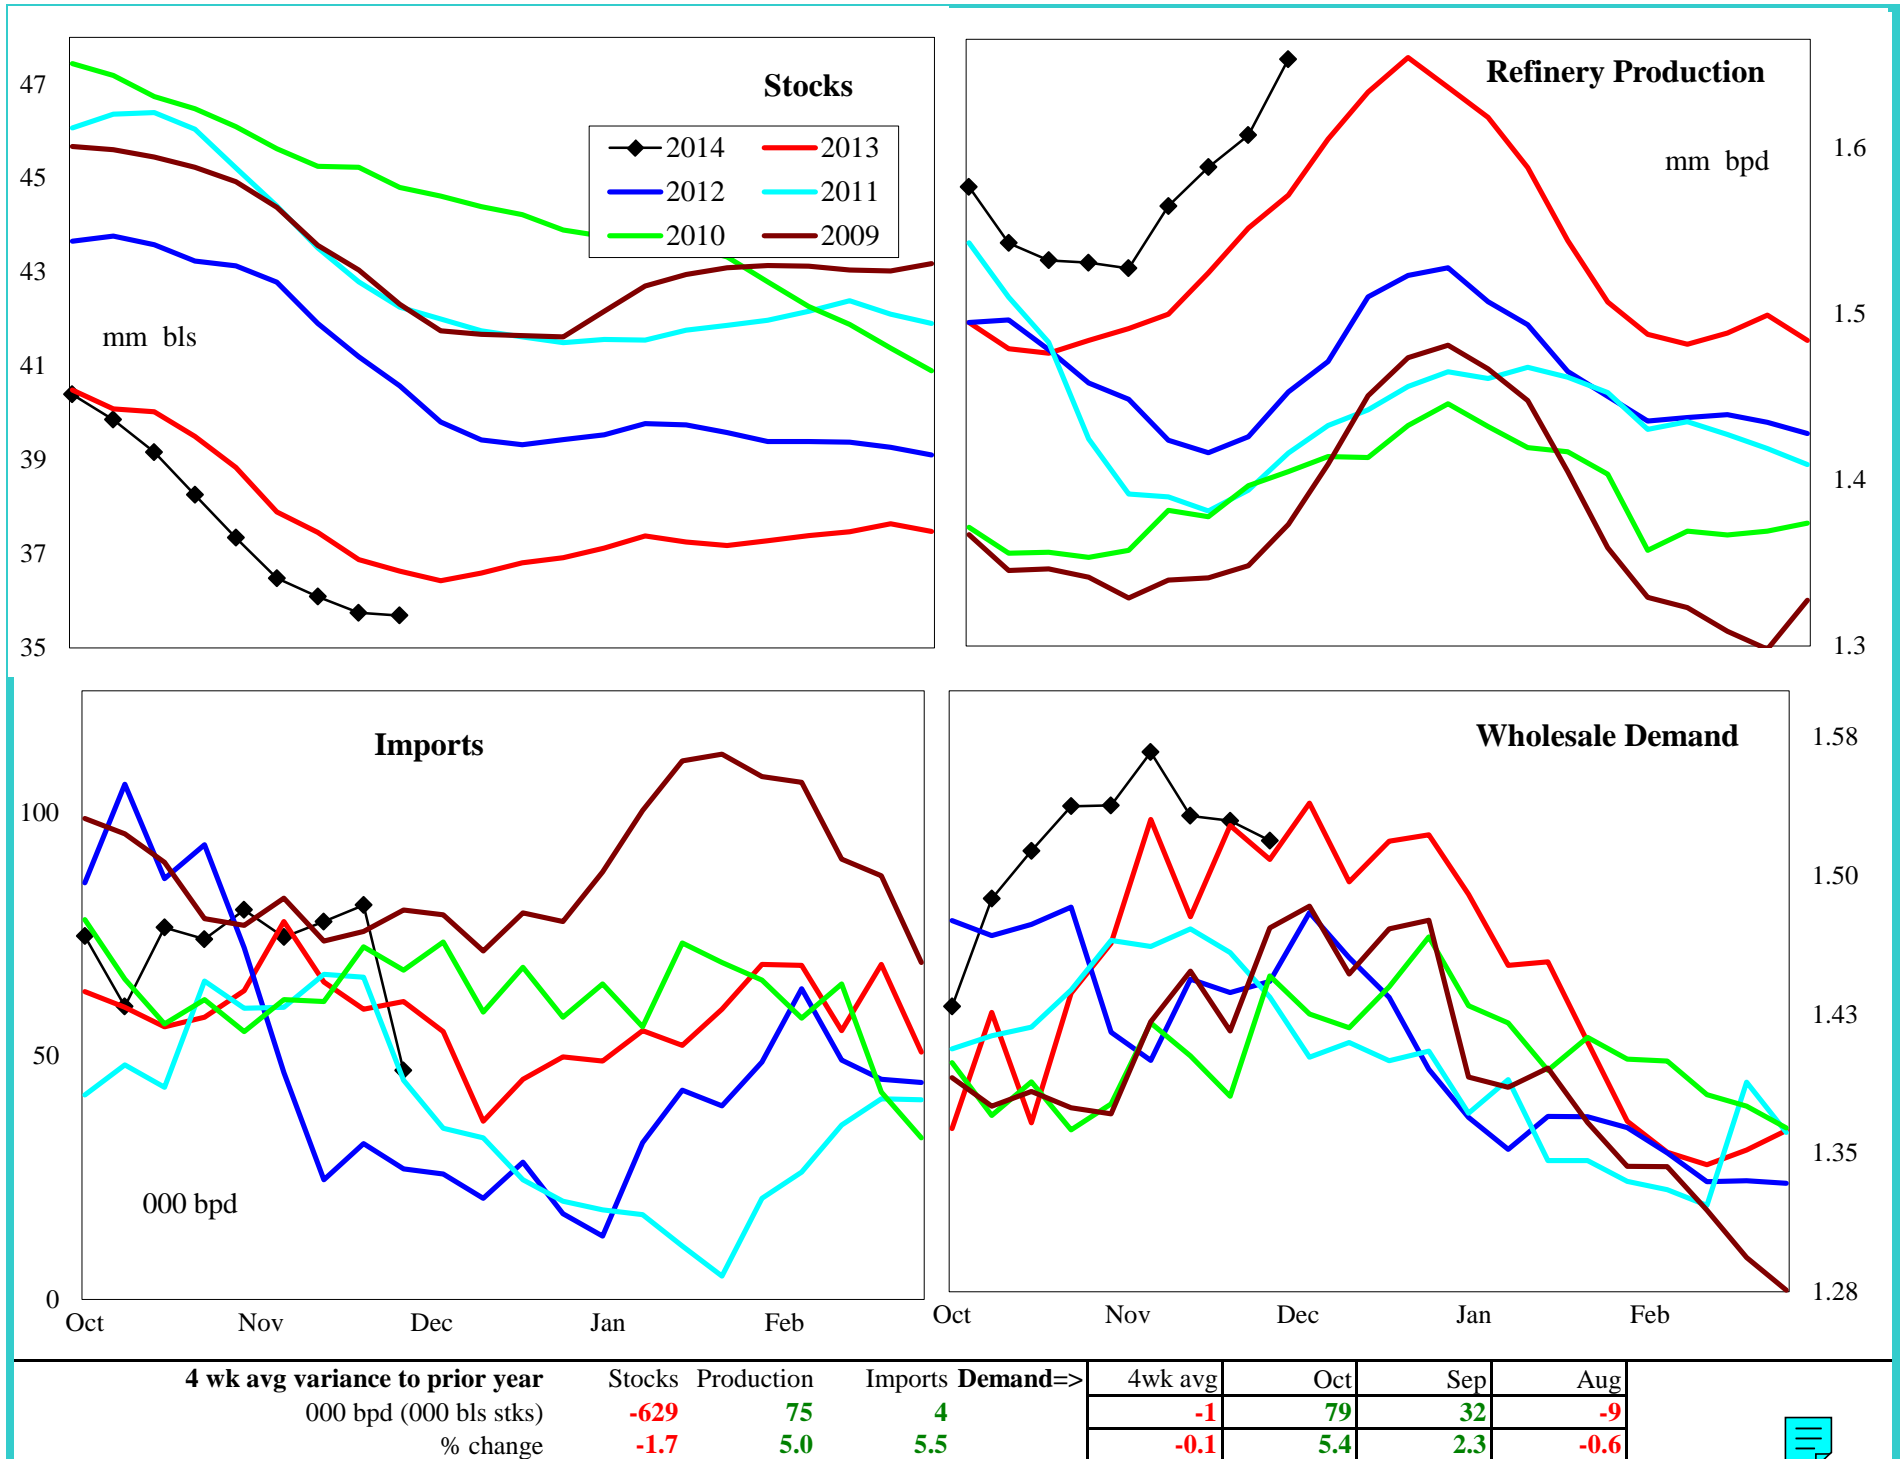 Stocks
47
45
43
41
39
37
35
mm bls
2014 2013
2012 2011
2010 2009
Refinery Production
mm bpd
1.6
1.5
1.4
1.3
Imports
100
50
0
000 bpd
Oct Nov Dec Jan Feb
Wholesale Demand
1.58
1.50
1.43
1.35
1.28
Oct Nov Dec Jan Feb
4 wk avg variance to prior year Stocks Production Imports Demand=> 4wk avg Oct Sep Aug
000 bpd (000 bls stks) -629 75 4 -1 79 32 -9
% change -1.7 5.0 5.5 -0.1 5.4 2.3 -0.6